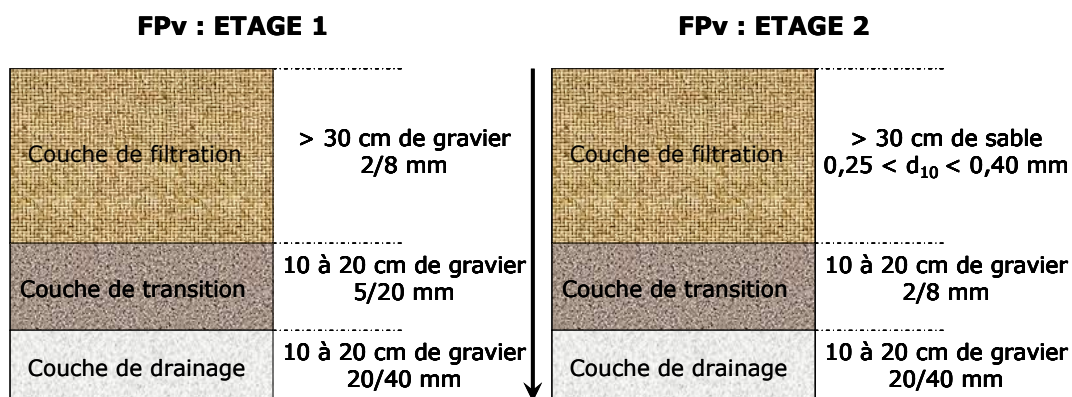 FPv : ETAGE 1
Couche de filtration
> 30 cm de gravier
2/8 mm
Couche de transition
10 à 20 cm de gravier
5/20 mm
Couche de drainage
10 à 20 cm de gravier
20/40 mm
FPv : ETAGE 2
Couche de filtration
> 30 cm de sable
0,25 < d₁₀ < 0,40 mm
Couche de transition
10 à 20 cm de gravier
2/8 mm
Couche de drainage
10 à 20 cm de gravier
20/40 mm